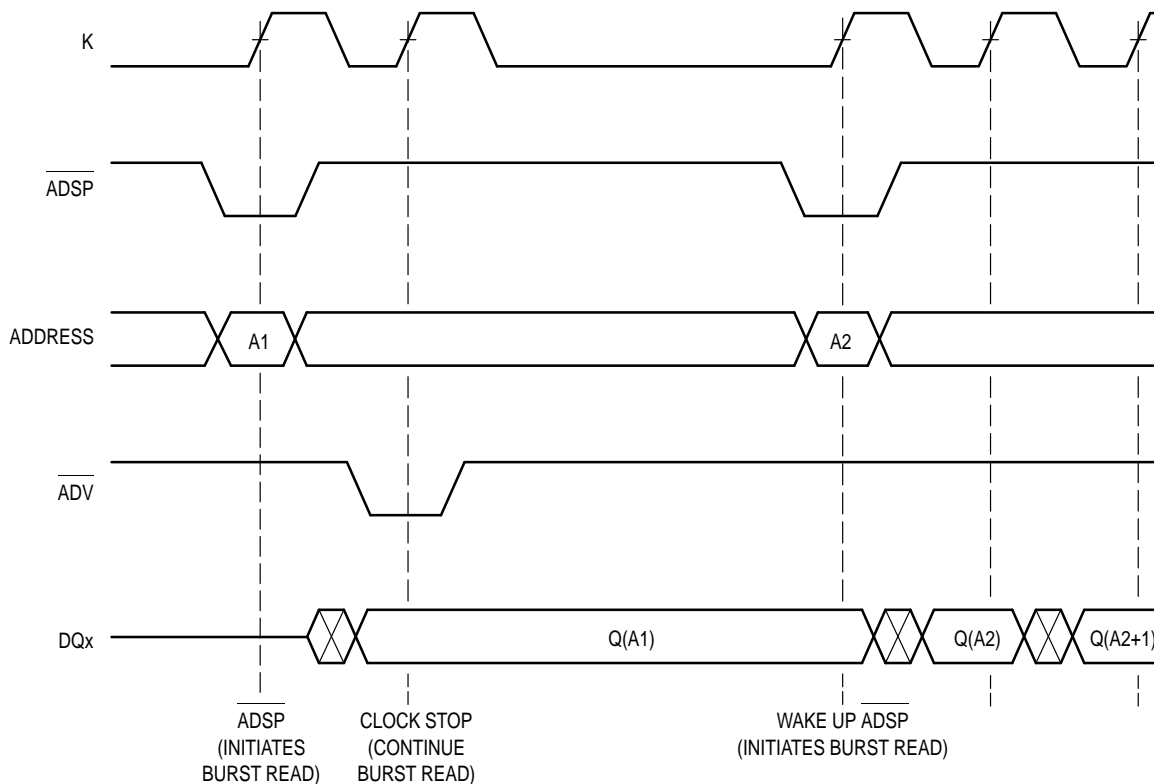 K
ADSP
ADDRESS
A1
A2
ADV
DQx
Q(A1)
Q(A2)
Q(A2+1)
ADSP
(INITIATES
BURST READ)
CLOCK STOP
(CONTINUE
BURST READ)
WAKE UP ADSP
(INITIATES BURST READ)